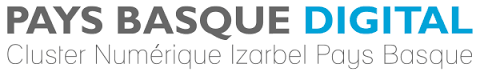 PAYS BASQUE DIGITAL
Cluster Numérique Izarbel Pays Basque